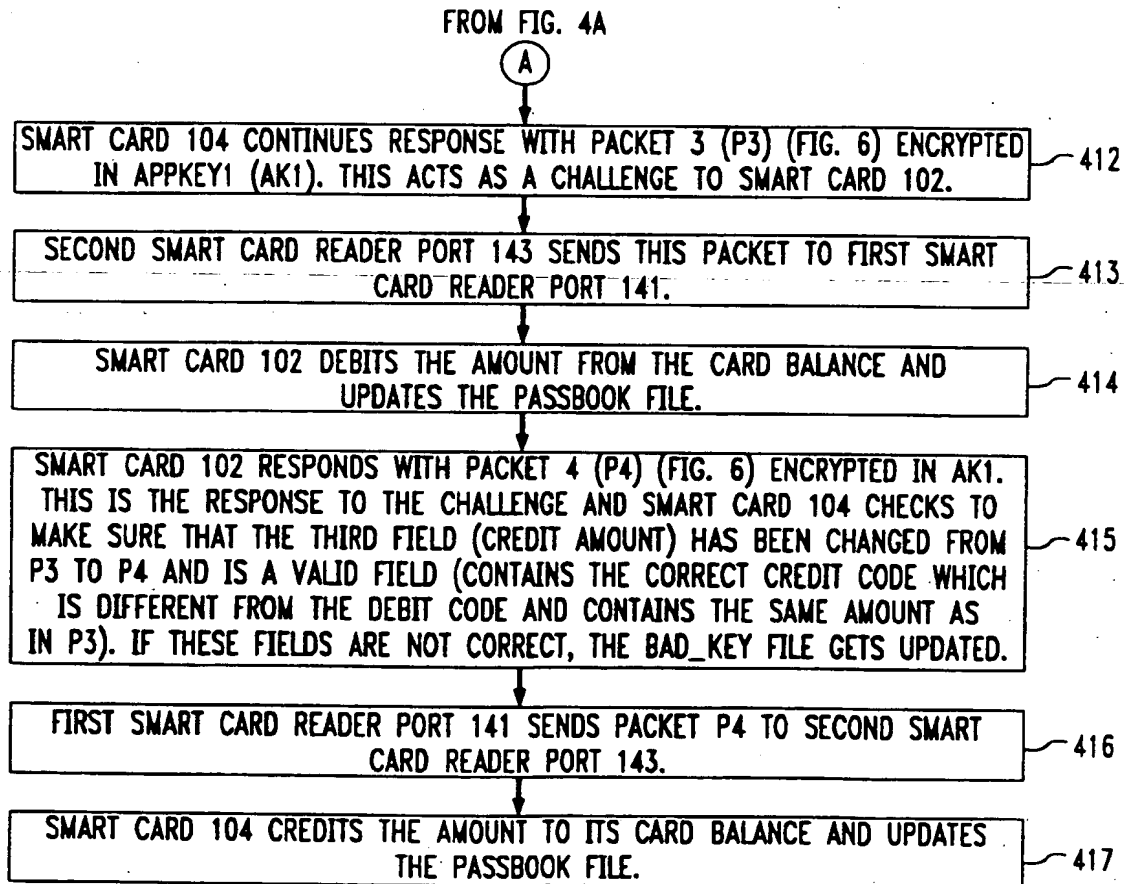 FROM FIG. 4A
A
SMART CARD 104 CONTINUES RESPONSE WITH PACKET 3 (P3) (FIG. 6) ENCRYPTED
IN APPKEY1 (AK1). THIS ACTS AS A CHALLENGE TO SMART CARD 102.
412
SECOND SMART CARD READER PORT 143 SENDS THIS PACKET TO FIRST SMART
CARD READER PORT 141.
413
SMART CARD 102 DEBITS THE AMOUNT FROM THE CARD BALANCE AND
UPDATES THE PASSBOOK FILE.
414
SMART CARD 102 RESPONDS WITH PACKET 4 (P4) (FIG. 6) ENCRYPTED IN AK1.
THIS IS THE RESPONSE TO THE CHALLENGE AND SMART CARD 104 CHECKS TO
MAKE SURE THAT THE THIRD FIELD (CREDIT AMOUNT) HAS BEEN CHANGED FROM
P3 TO P4 AND IS A VALID FIELD (CONTAINS THE CORRECT CREDIT CODE WHICH
IS DIFFERENT FROM THE DEBIT CODE AND CONTAINS THE SAME AMOUNT AS
IN P3). IF THESE FIELDS ARE NOT CORRECT, THE BAD_KEY FILE GETS UPDATED.
415
FIRST SMART CARD READER PORT 141 SENDS PACKET P4 TO SECOND SMART
CARD READER PORT 143.
416
SMART CARD 104 CREDITS THE AMOUNT TO ITS CARD BALANCE AND UPDATES
THE PASSBOOK FILE.
417